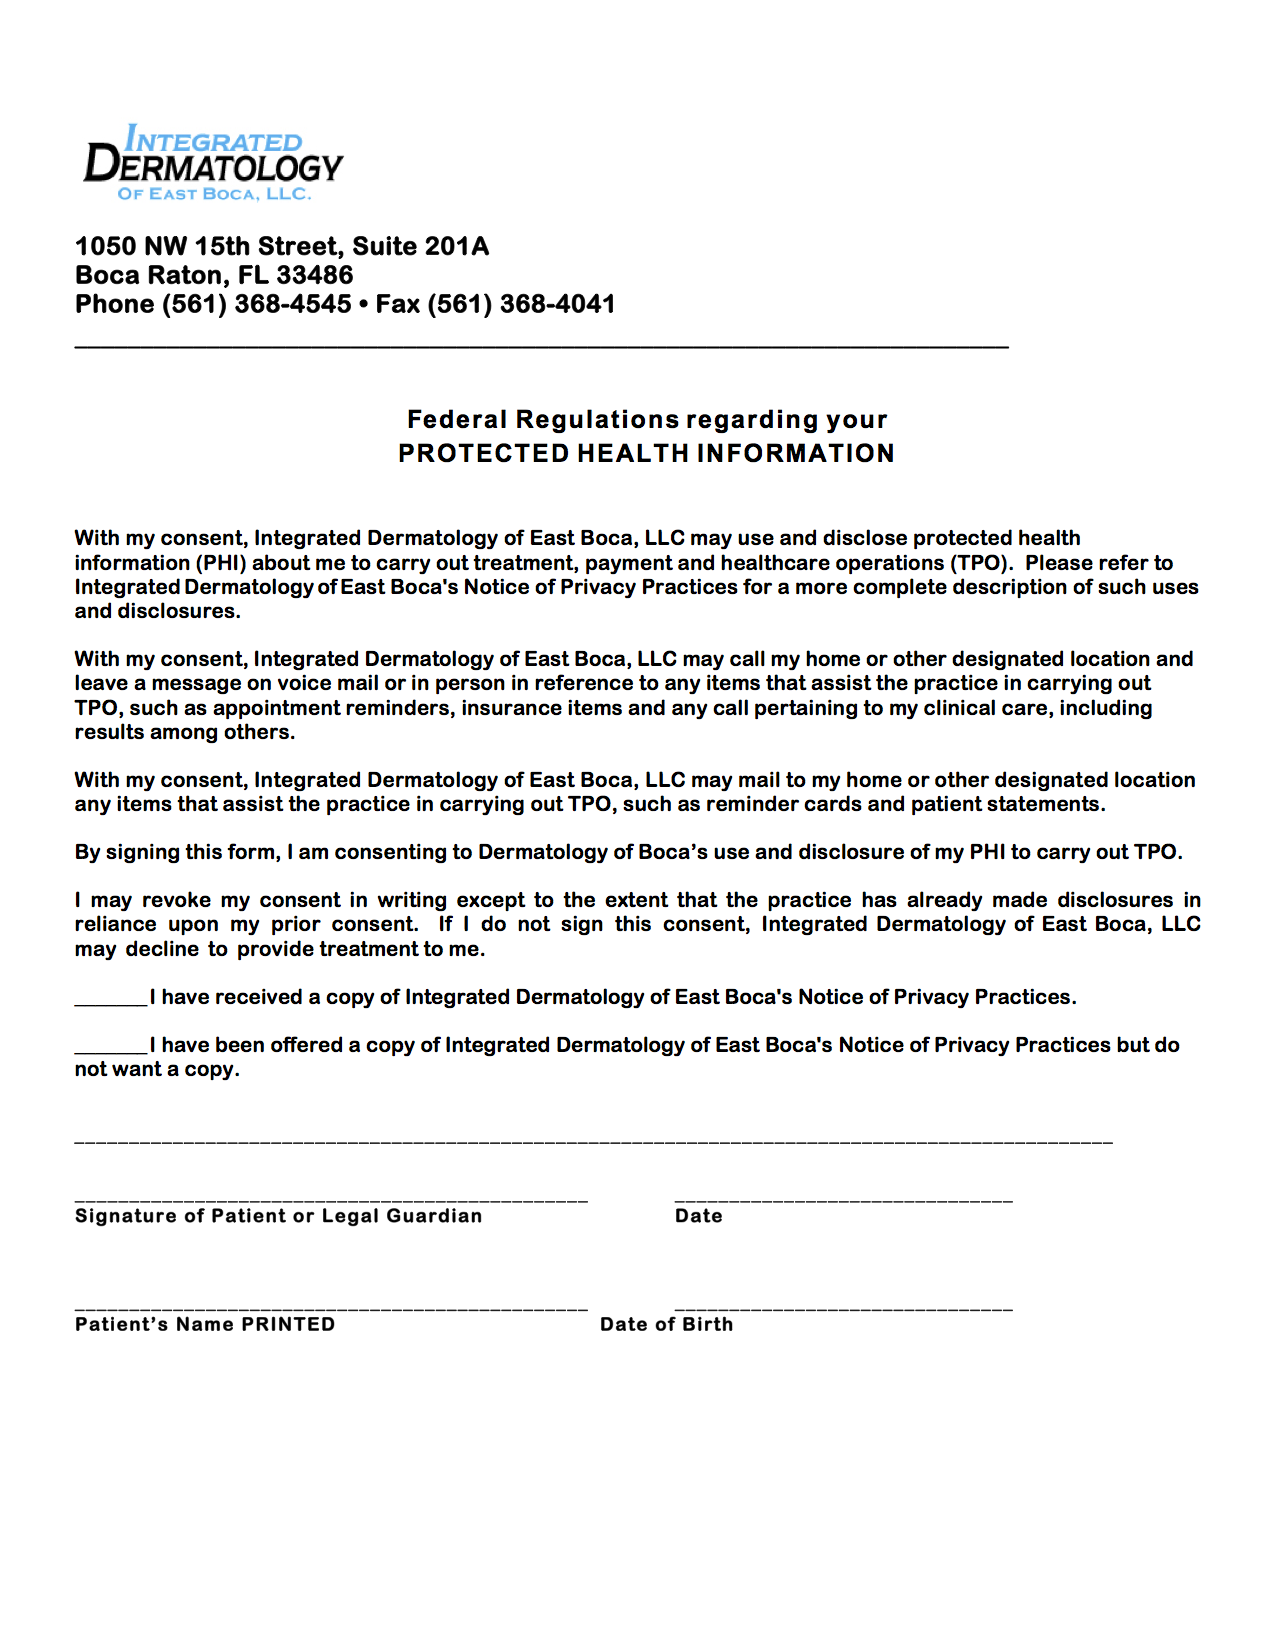 INTEGRATED
DERMATOLOGY
OF EAST BOCA, LLC.
1050 NW 15th Street, Suite 201A
Boca Raton, FL 33486
Phone (561) 368-4545 • Fax (561) 368-4041
Federal Regulations regarding your
PROTECTED HEALTH INFORMATION
With my consent, Integrated Dermatology of East Boca, LLC may use and disclose protected health
information (PHI) about me to carry out treatment, payment and healthcare operations (TPO). Please refer to
Integrated Dermatology of East Boca's Notice of Privacy Practices for a more complete description of such uses
and disclosures.
With my consent, Integrated Dermatology of East Boca, LLC may call my home or other designated location and
leave a message on voice mail or in person in reference to any items that assist the practice in carrying out
TPO, such as appointment reminders, insurance items and any call pertaining to my clinical care, including
results among others.
With my consent, Integrated Dermatology of East Boca, LLC may mail to my home or other designated location
any items that assist the practice in carrying out TPO, such as reminder cards and patient statements.
By signing this form, I am consenting to Dermatology of Boca’s use and disclosure of my PHI to carry out TPO.
I may revoke my consent in writing except to the extent that the practice has already made disclosures in
reliance upon my prior consent. If I do not sign this consent, Integrated Dermatology of East Boca, LLC
may decline to provide treatment to me.
_______ I have received a copy of Integrated Dermatology of East Boca's Notice of Privacy Practices.
_______ I have been offered a copy of Integrated Dermatology of East Boca's Notice of Privacy Practices but do
not want a copy.
Signature of Patient or Legal Guardian Date
Patient’s Name PRINTED Date of Birth